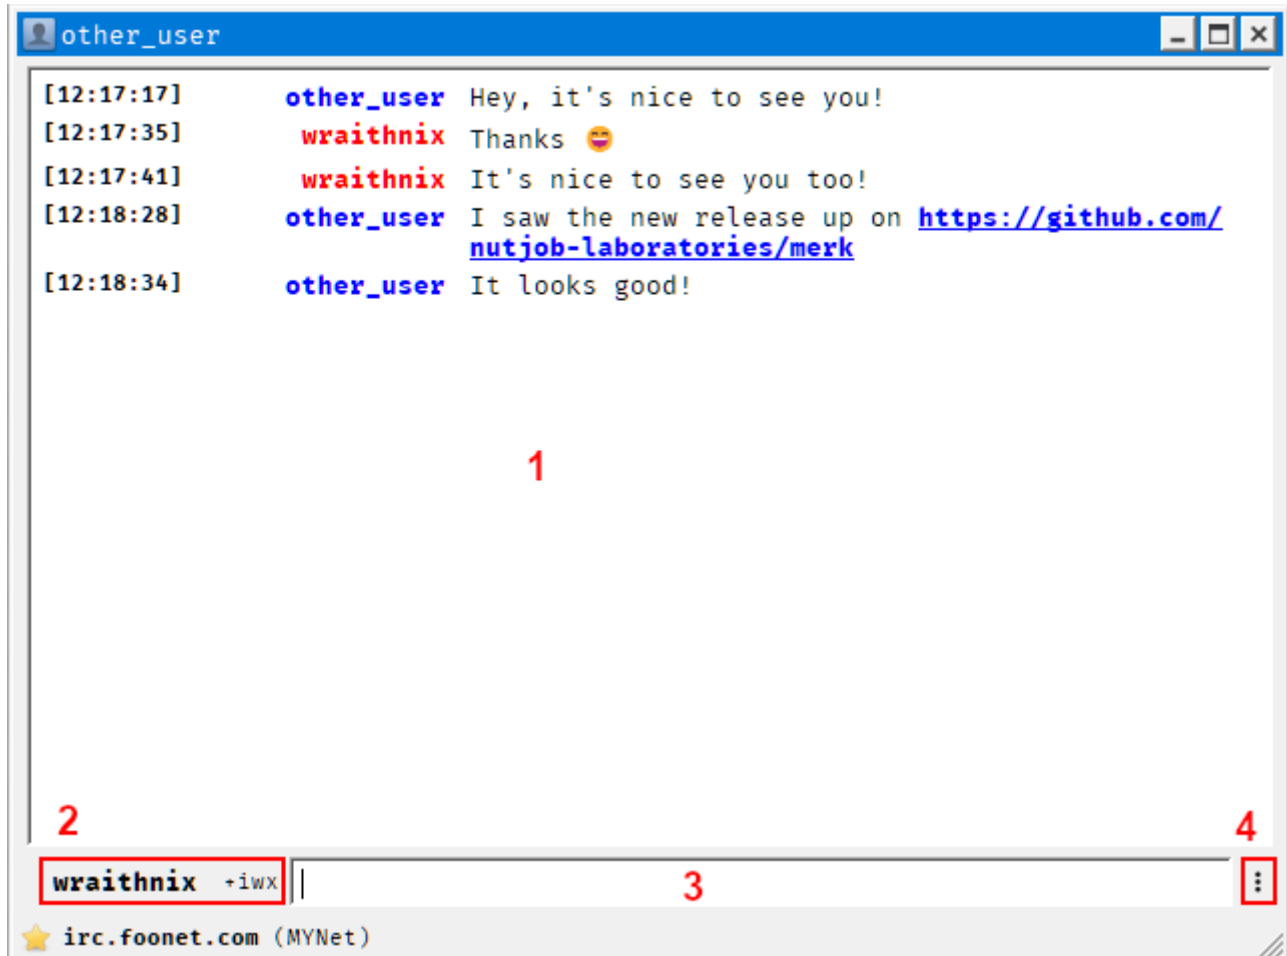 other_user
[12:17:17] other_user Hey, it's nice to see you!
[12:17:35] wraithnix Thanks 😄
[12:17:41] wraithnix It's nice to see you too!
[12:18:28] other_user I saw the new release up on https://github.com/
nutjob-laboratories/merk
[12:18:34] other_user It looks good!
1
2
4
wraithnix +iwx 3
irc.foonet.com (MYNet)